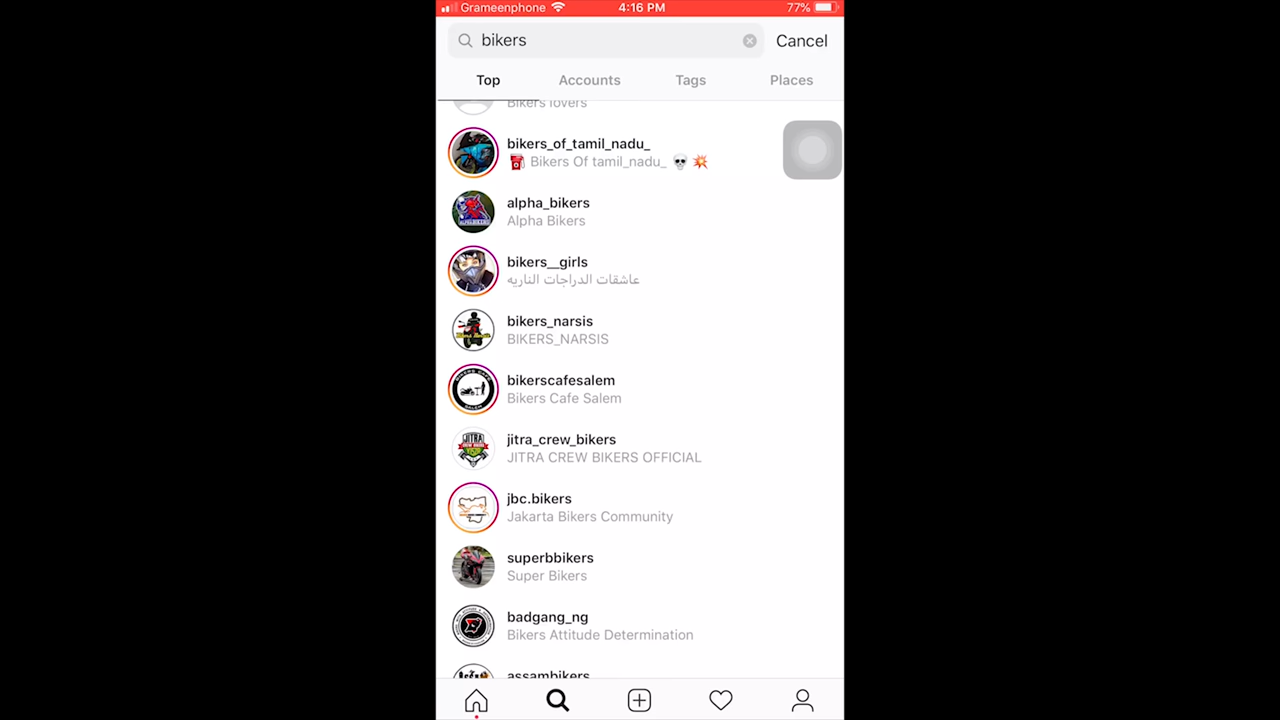 Grameenphone 4:16 PM 77%
bikers Cancel
Top Accounts Tags Places
Bikers lovers
bikers_of_tamil_nadu_
Bikers Of tamil_nadu_
alpha_bikers
Alpha Bikers
bikers__girls
عاشقات الدراجات الناريه
bikers_narsis
BIKERS_NARSIS
bikerscafesalem
Bikers Cafe Salem
jitra_crew_bikers
JITRA CREW BIKERS OFFICIAL
jbc.bikers
Jakarta Bikers Community
superbbikers
Super Bikers
badgang_ng
Bikers Attitude Determination
assambikers